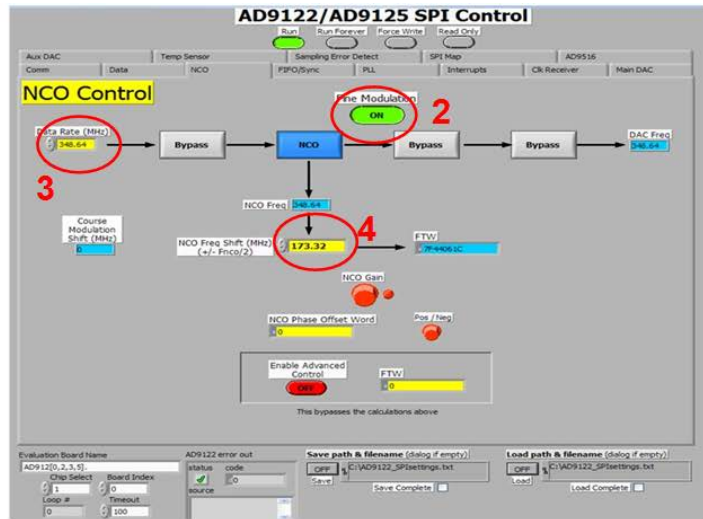 AD9122/AD9125 SPI Control
Run Run Forever Force Write Read Only
Aux DAC Temp Sensor Sampling Error Detect SPI Map AD9516
Comm Data NCO FIFO/Sync PLL Interrupts Clk Receiver Main DAC
NCO Control
Fine Modulation
ON
2
Data Rate (MHz)
348.64
3
Bypass
NCO
Bypass
Bypass
DAC Freq
348.64
NCO Freq 348.64
Course
Modulation
Shift (MHz)
0
NCO Freq Shift (MHz)
(+/- Fnco/2)
173.32
4
FTW
7F44061C
NCO Gain
NCO Phase Offset Word
0
Pos / Neg
Enable Advanced
Control
OFF
FTW
0
This bypasses the calculations above
Evaluation Board Name
AD912[0,2,3,5].
Chip Select Board Index
1 0
Loop # Timeout
0 100
AD9122 error out
status code
0
source
Save path & filename (dialog if empty)
OFF C:\AD9122_SPIsettings.txt
Save
Save Complete
Load path & filename (dialog if empty)
OFF C:\AD9122_SPIsettings.txt
Load
Load Complete